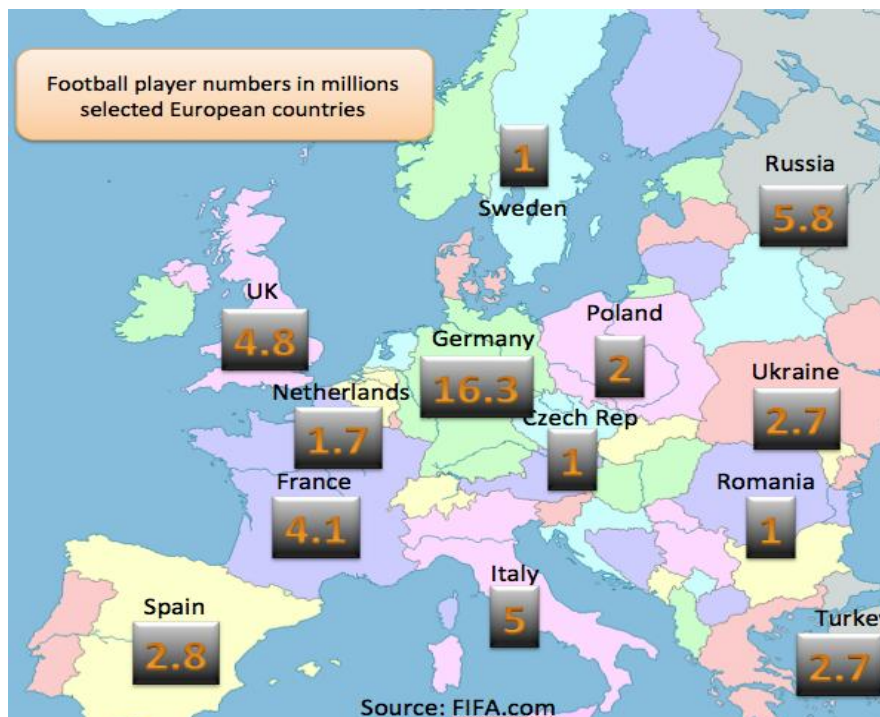 Football player numbers in millions
selected European countries
1
Sweden
Russia
5.8
UK
4.8
Germany
16.3
Poland
2
Ukraine
2.7
Netherlands
1.7
Czech Rep
1
France
4.1
Romania
1
Italy
5
Spain
2.8
Turkey
2.7
Source: FIFA.com